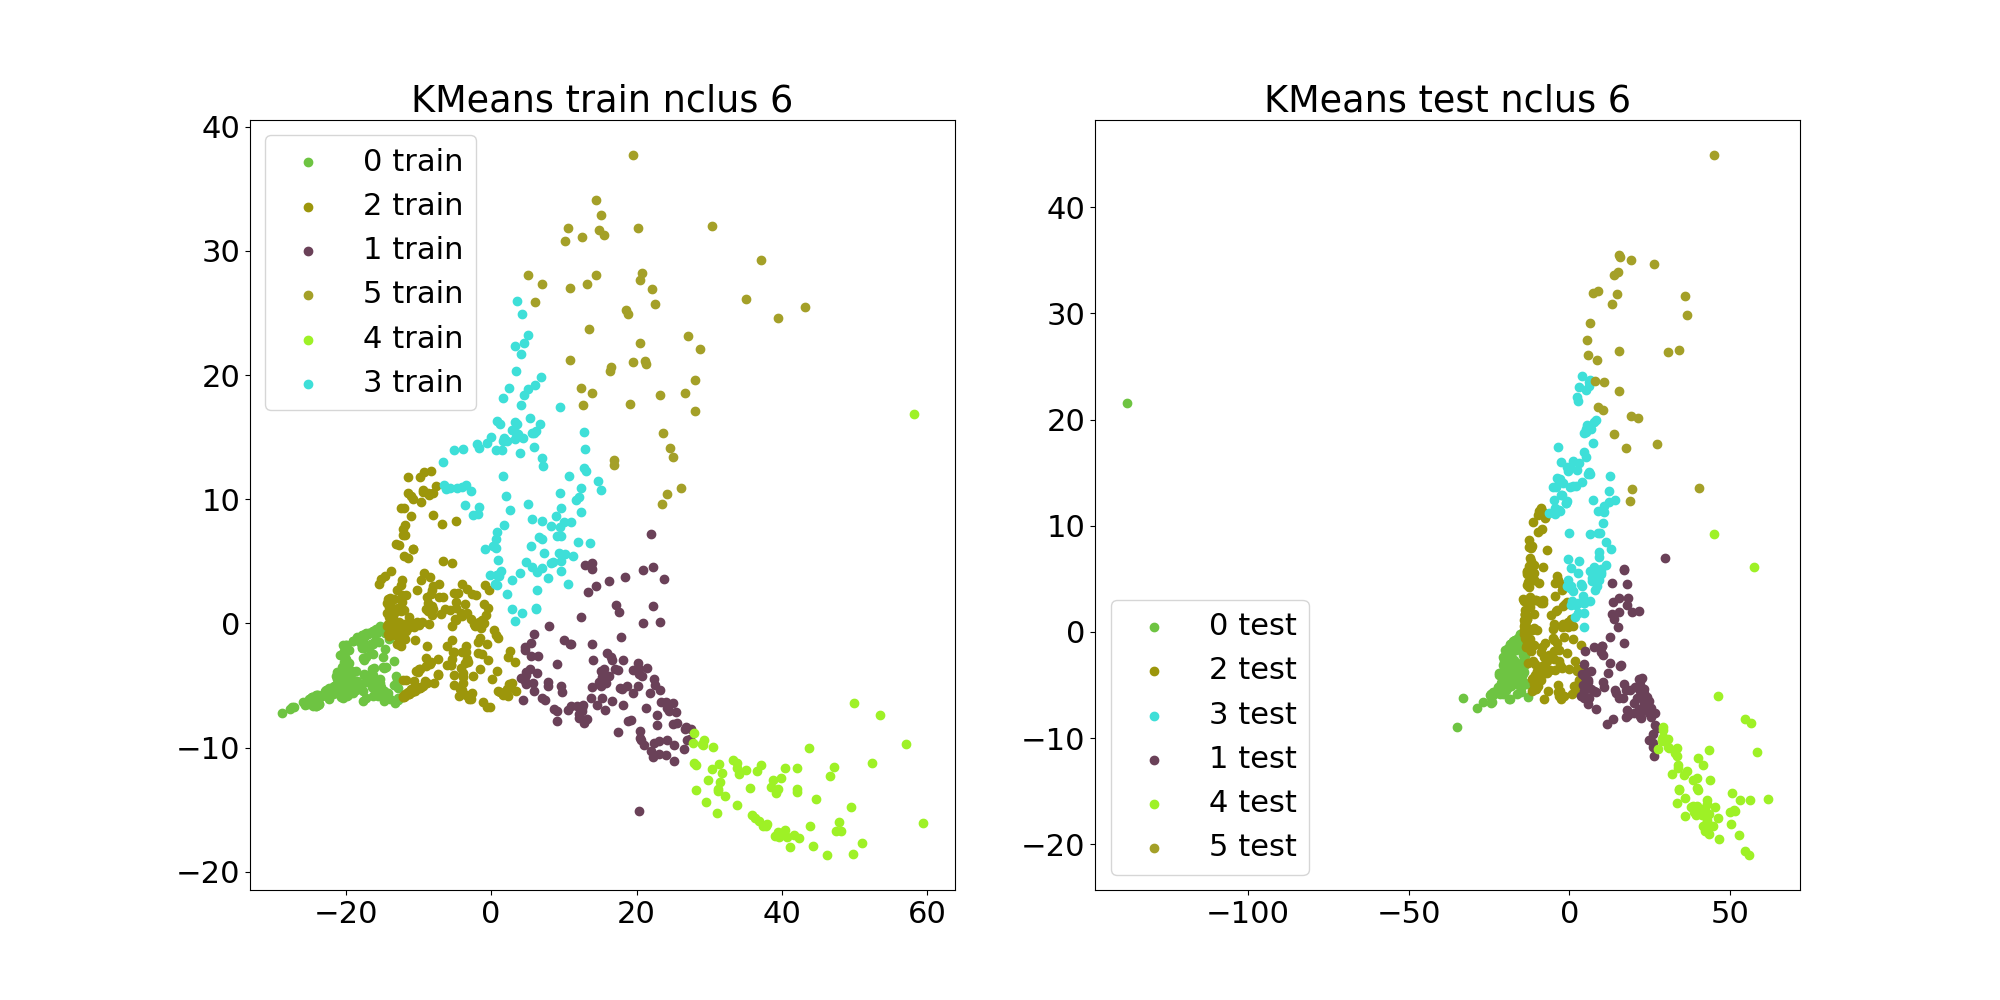 KMeans train nclus 6
40
30
20
10
0
−10
−20
−20
0
20
40
60
0 train
2 train
1 train
5 train
4 train
3 train
KMeans test nclus 6
40
30
20
10
0
−10
−20
−100
−50
0
50
0 test
2 test
3 test
1 test
4 test
5 test